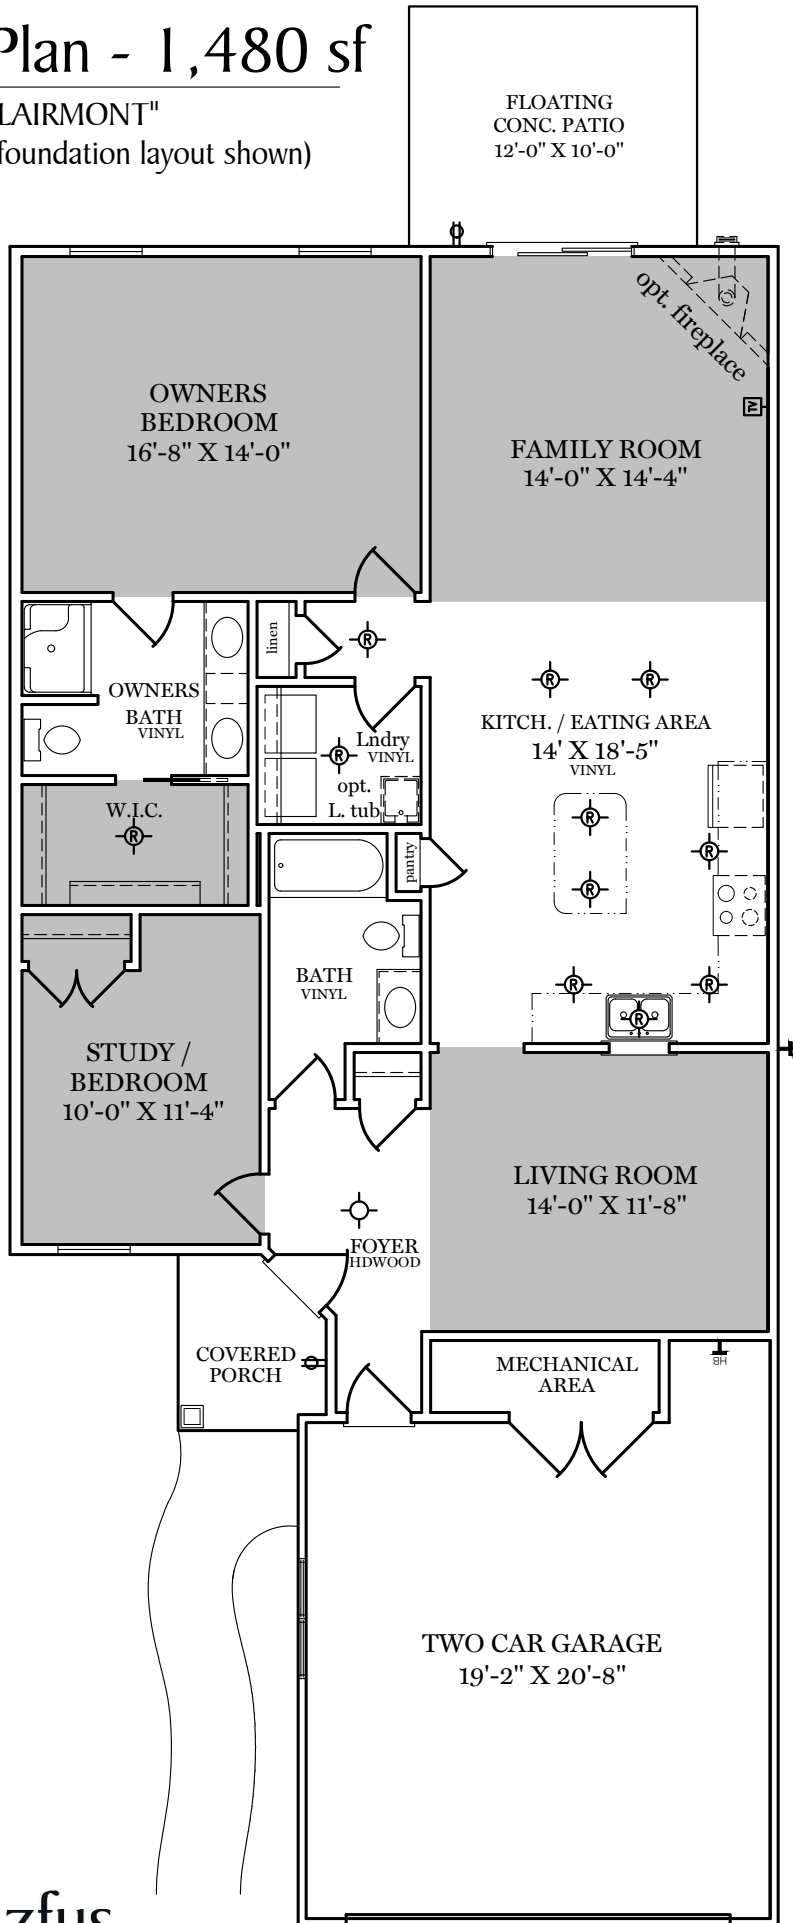 Plan - 1,480 sf
LAIRMONT"
foundation layout shown)
FLOATING
CONC. PATIO
12'-0" X 10'-0"
opt. fireplace
TV
OWNERS
BEDROOM
16'-8" X 14'-0"
FAMILY ROOM
14'-0" X 14'-4"
linen
R
R
R
OWNERS
BATH
VINYL
KITCH. / EATING AREA
14' X 18'-5"
VINYL
Lndry
VINYL
R
opt.
L. tub
W.I.C.
R
pantry
R
R
R
BATH
VINYL
R
R
R
STUDY /
BEDROOM
10'-0" X 11'-4"
LIVING ROOM
14'-0" X 11'-8"
FOYER
HDWOOD
COVERED
PORCH
MECHANICAL
AREA
HB
TWO CAR GARAGE
19'-2" X 20'-8"
zfus